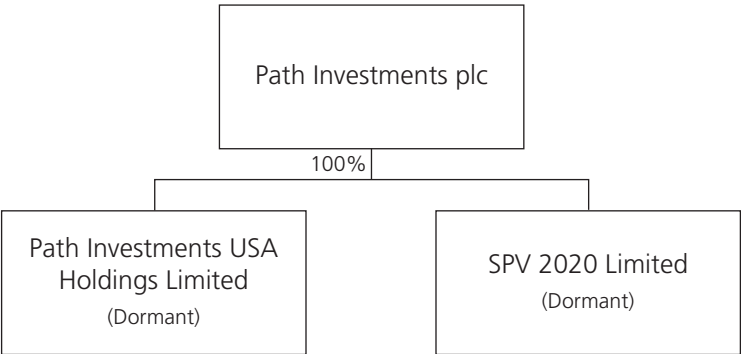 Path Investments plc
100%
Path Investments USA
Holdings Limited
(Dormant)
SPV 2020 Limited
(Dormant)